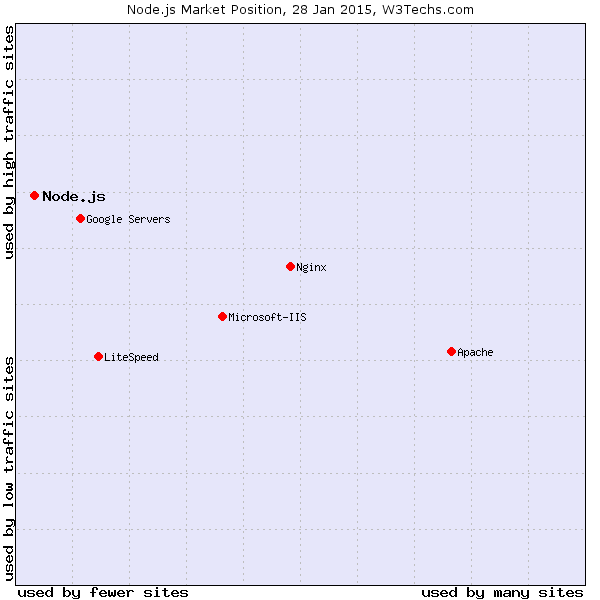 Node.js Market Position, 28 Jan 2015, W3Techs.com
used by high traffic sites
Node.js
Google Servers
Nginx
Microsoft-IIS
Apache
LiteSpeed
used by low traffic sites
used by fewer sites
used by many sites